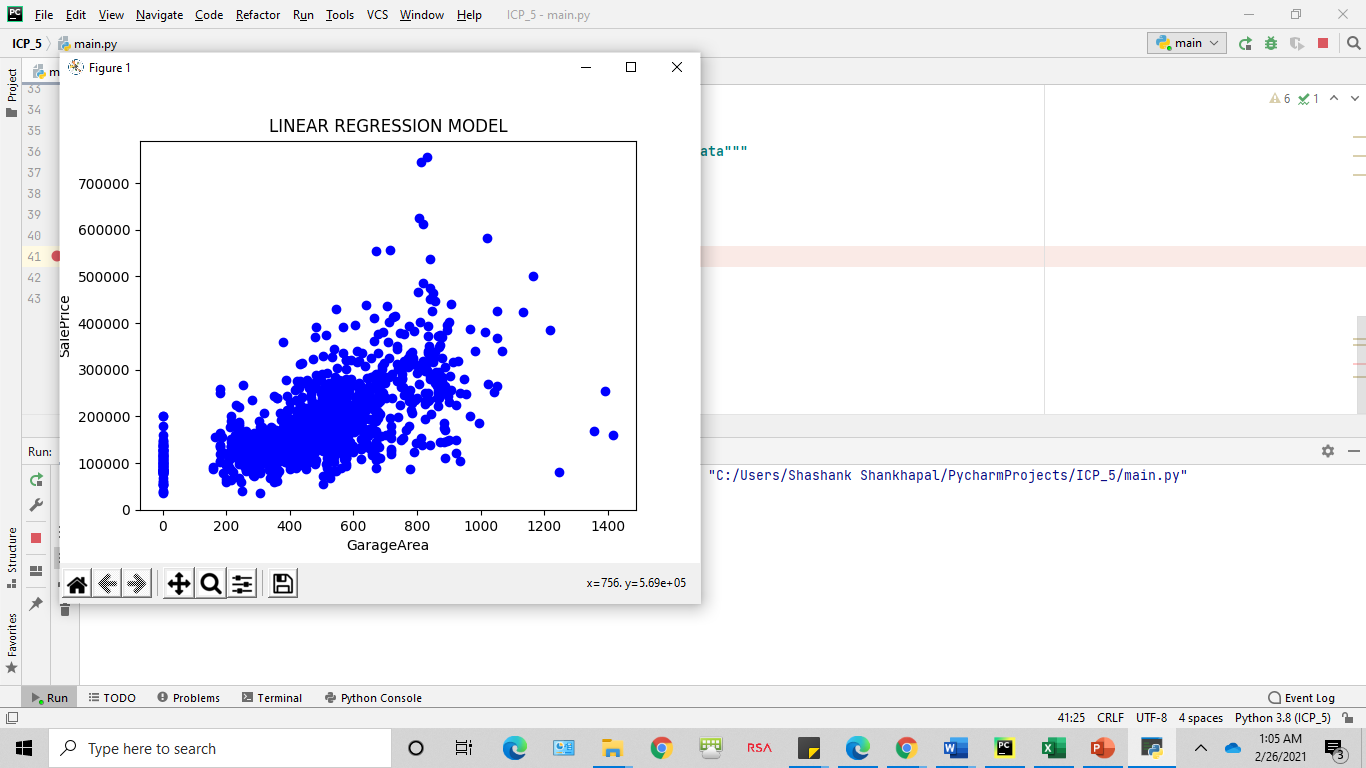 PC File Edit View Navigate Code Refactor Run Tools VCS Window Help ICP_5 - main.py
ICP_5 main.py main
Project
Figure 1
6 1
33
34
35
36 ata"""
37
38
39
40
41
42
43
LINEAR REGRESSION MODEL
700000
600000
500000
400000
300000
200000
100000
0
SalePrice
0 200 400 600 800 1000 1200 1400
GarageArea
x=756. y=5.69e+05
Run:
"C:/Users/Shashank Shankhapal/PycharmProjects/ICP_5/main.py"
Structure
Favorites
Run TODO Problems Terminal Python Console Event Log
41:25 CRLF UTF-8 4 spaces Python 3.8 (ICP_5)
Type here to search
RSA
PC
1:05 AM
2/26/2021
3